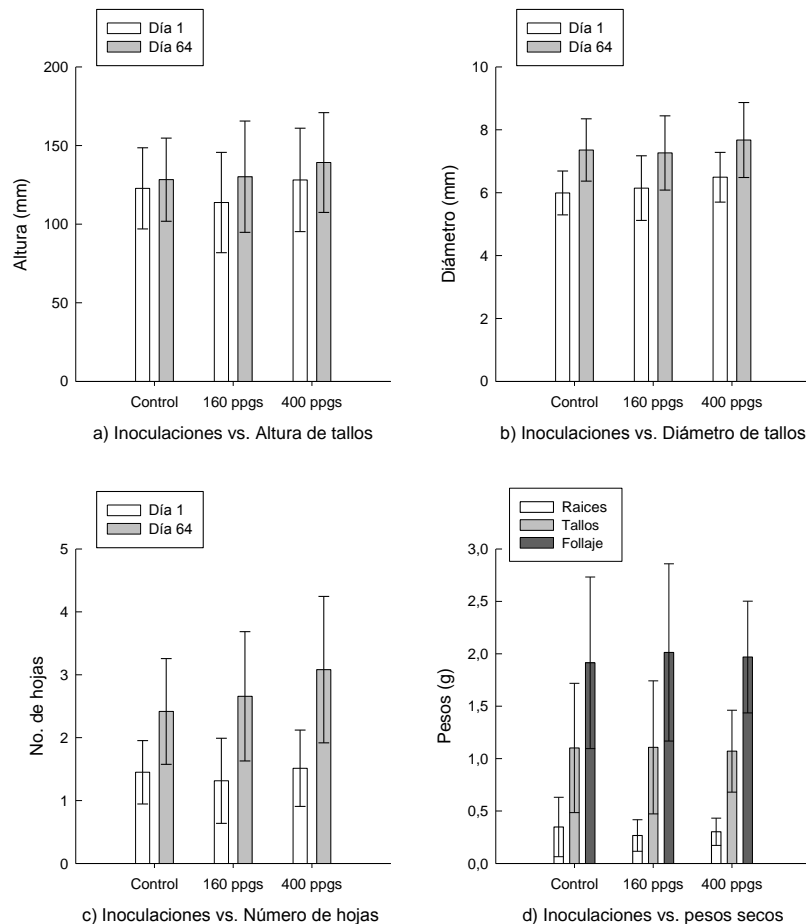 Día 1
Día 64
Altura (mm)
200
150
100
50
0
Control
160 ppgs
400 ppgs
a) Inoculaciones vs. Altura de tallos
Día 1
Día 64
Diámetro (mm)
10
8
6
4
2
0
Control
160 ppgs
400 ppgs
b) Inoculaciones vs. Diámetro de tallos
Día 1
Día 64
No. de hojas
5
4
3
2
1
0
Control
160 ppgs
400 ppgs
c) Inoculaciones vs. Número de hojas
Raices
Tallos
Follaje
Pesos (g)
3,0
2,5
2,0
1,5
1,0
0,5
0,0
Control
160 ppgs
400 ppgs
d) Inoculaciones vs. pesos secos